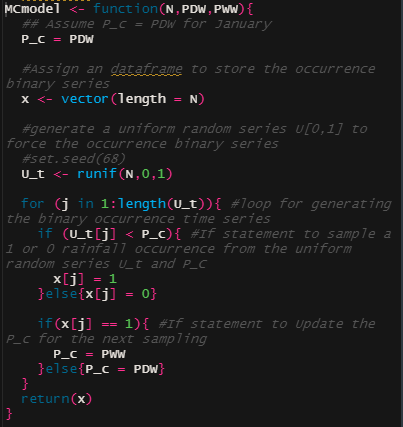 MCmodel <- function(N,PDW,PWW){
## Assume P_c = PDW for January
P_c = PDW
#Assign an dataframe to store the occurrence
binary series
x <- vector(length = N)
#generate a uniform random series U[0,1] to
force the occurrence binary series
#set.seed(68)
U_t <- runif(N,0,1)
for (j in 1:length(U_t)){ #loop for generating
the binary occurrence time series
if (U_t[j] < P_c){ #If statement to sample a
1 or 0 rainfall occurrence from the uniform
random series U_t and P_C
x[j] = 1
}else{x[j] = 0}
if(x[j] == 1){ #If statement to Update the
P_c for the next sampling
P_c = PWW
}else{P_c = PDW}
}
return(x)
}